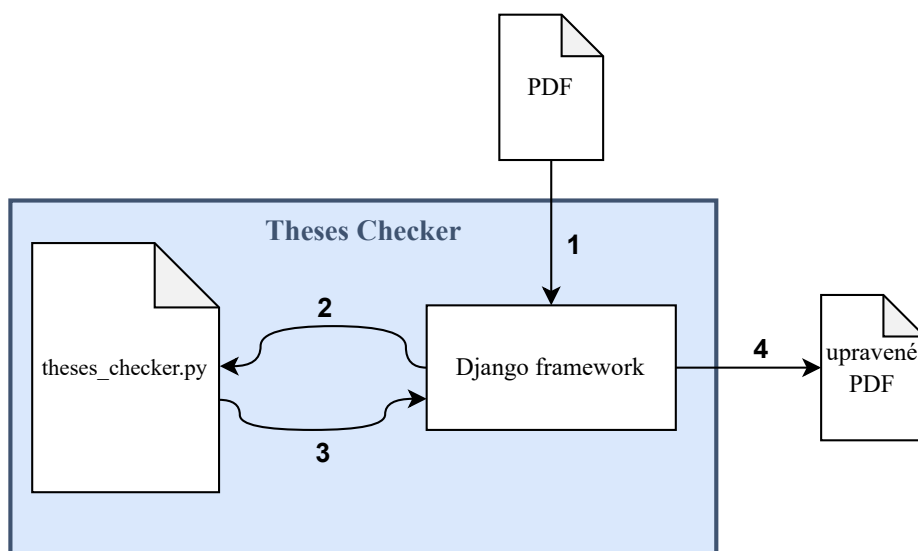 PDF
Theses Checker
1
2
theses_checker.py
Django framework
4
upravené
PDF
3